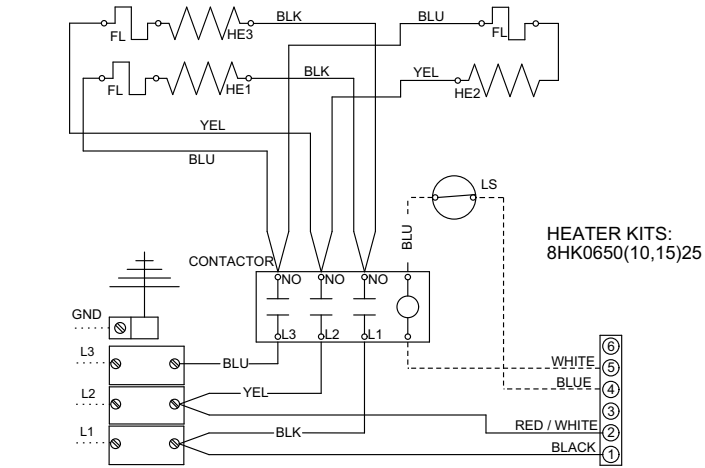 BLK
BLU
FL
HE3
FL
BLK
YEL
FL
HE1
HE2
YEL
BLU
LS
BLU
HEATER KITS:
8HK0650(10,15)25
CONTACTOR
NO NO NO
GND
L3 L2 L1
L3
BLU
WHITE
BLUE
L2
YEL
RED / WHITE
L1
BLK
BLACK
6
5
4
3
2
1